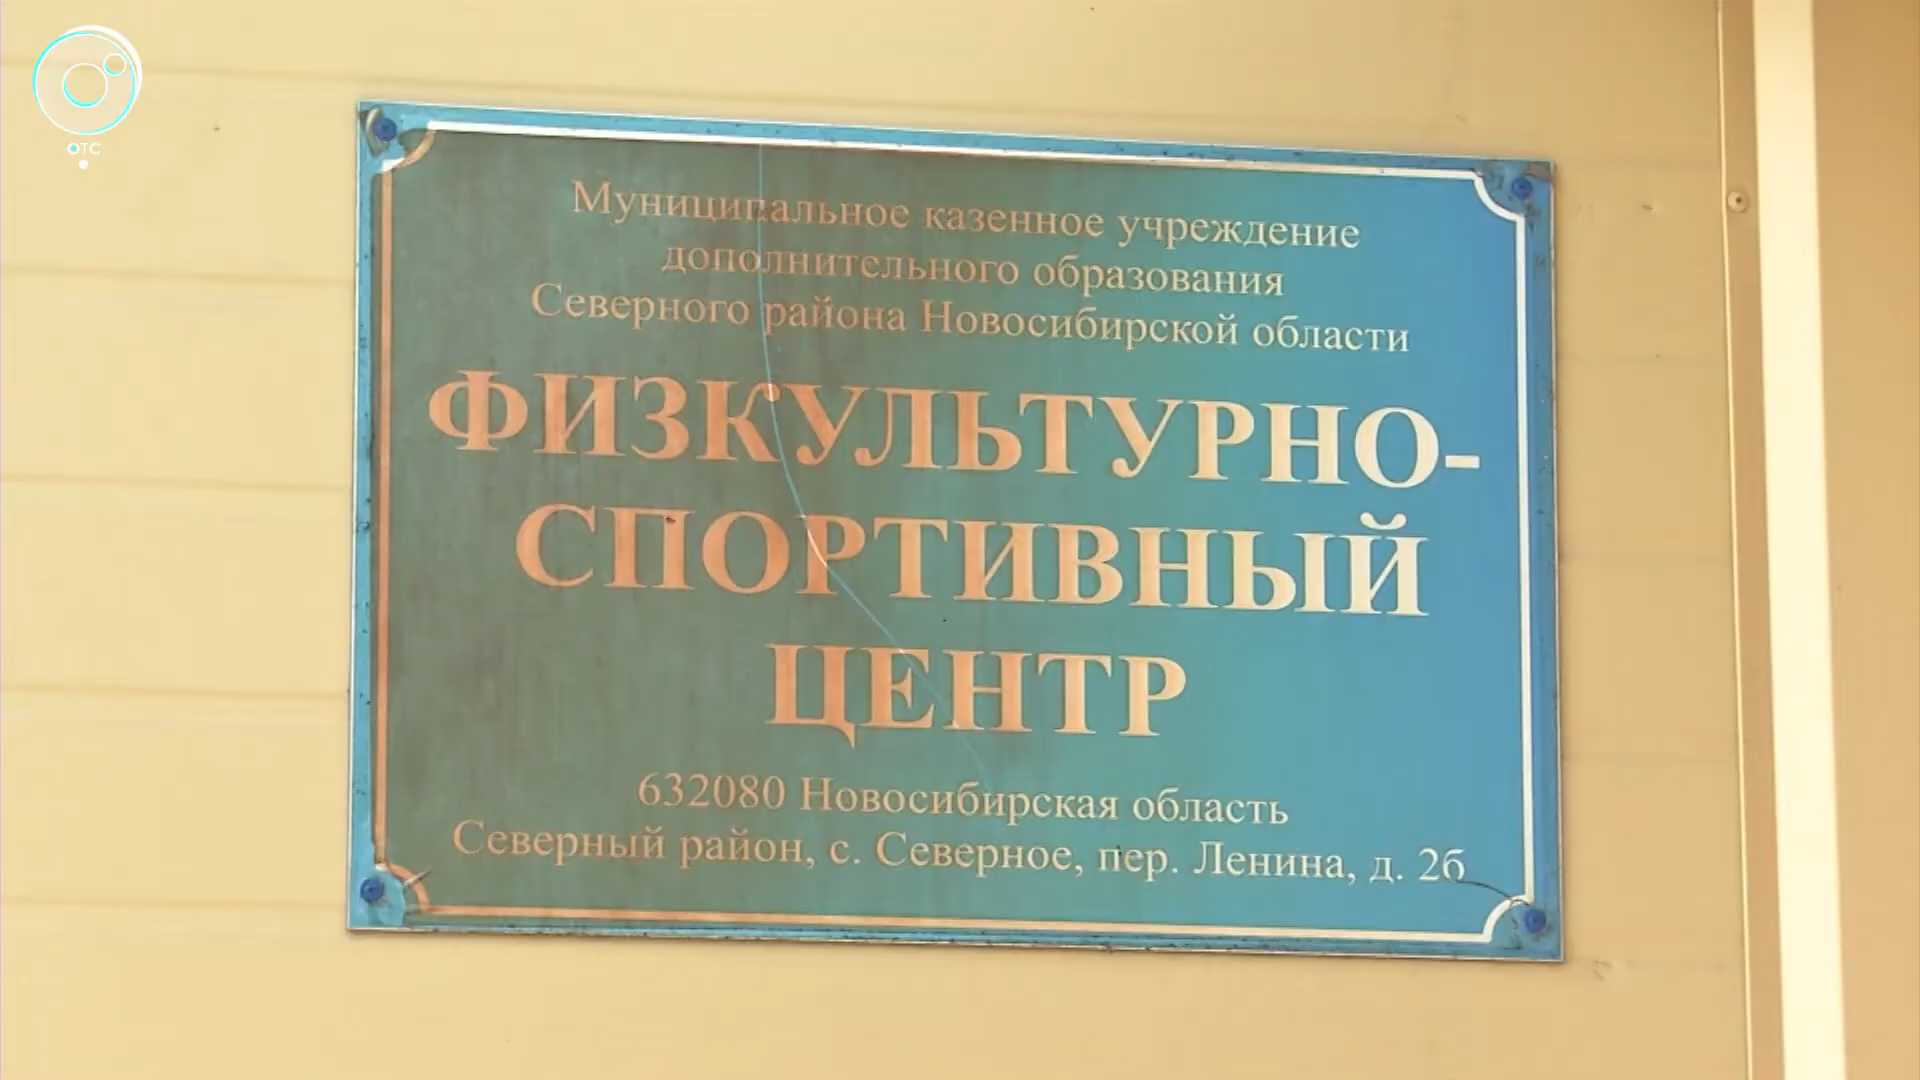 ОТС
Муниципальное казенное учреждение
дополнительного образования
Северного района Новосибирской области
ФИЗКУЛЬТУРНО-
СПОРТИВНЫЙ
ЦЕНТР
632080 Новосибирская область
Северный район, с. Северное, пер. Ленина, д. 2б